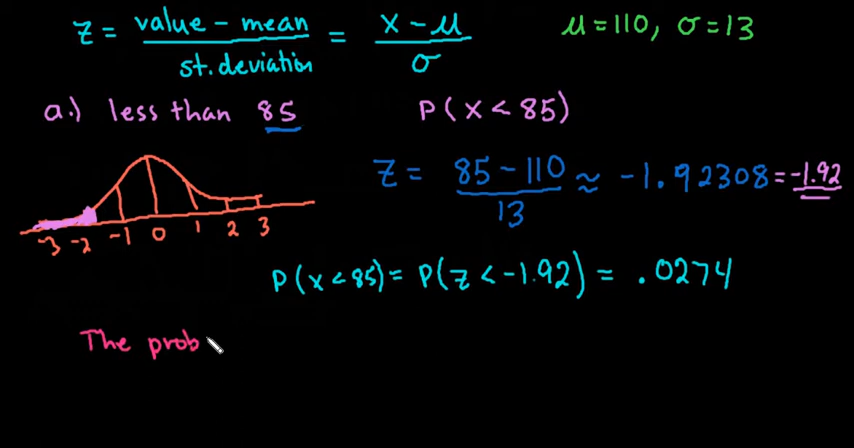 z = value - mean / st. deviation = x - μ / σ
μ = 110, σ = 13
a.) less than 85
P(x < 85)
z = 85 - 110 / 13 ≈ -1.92308 = -1.92
-3 -2 -1 0 1 2 3
P(x < 85) = P(z < -1.92) = .0274
The prob